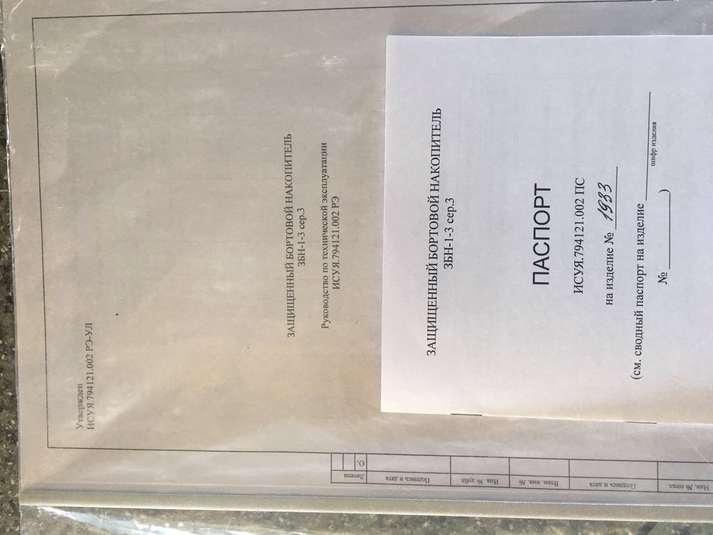 Утвержден
ИСУЯ.794121.002 РЭ-УЛ
ЗАЩИЩЕННЫЙ БОРТОВОЙ НАКОПИТЕЛЬ
ЗБН-1-3 сер.3
Руководство по технической эксплуатации
ИСУЯ.794121.002 РЭ
ЗАЩИЩЕННЫЙ БОРТОВОЙ НАКОПИТЕЛЬ
ЗБН-1-3 сер.3
ПАСПОРТ
ИСУЯ.794121.002 ПС
на изделие № 1933
(см. сводный паспорт на изделие
шифр изделия
№ )
Подпись и дата
Инв. № дубл
Взам. инв. №
Подпись и дата
Инв. № подл.